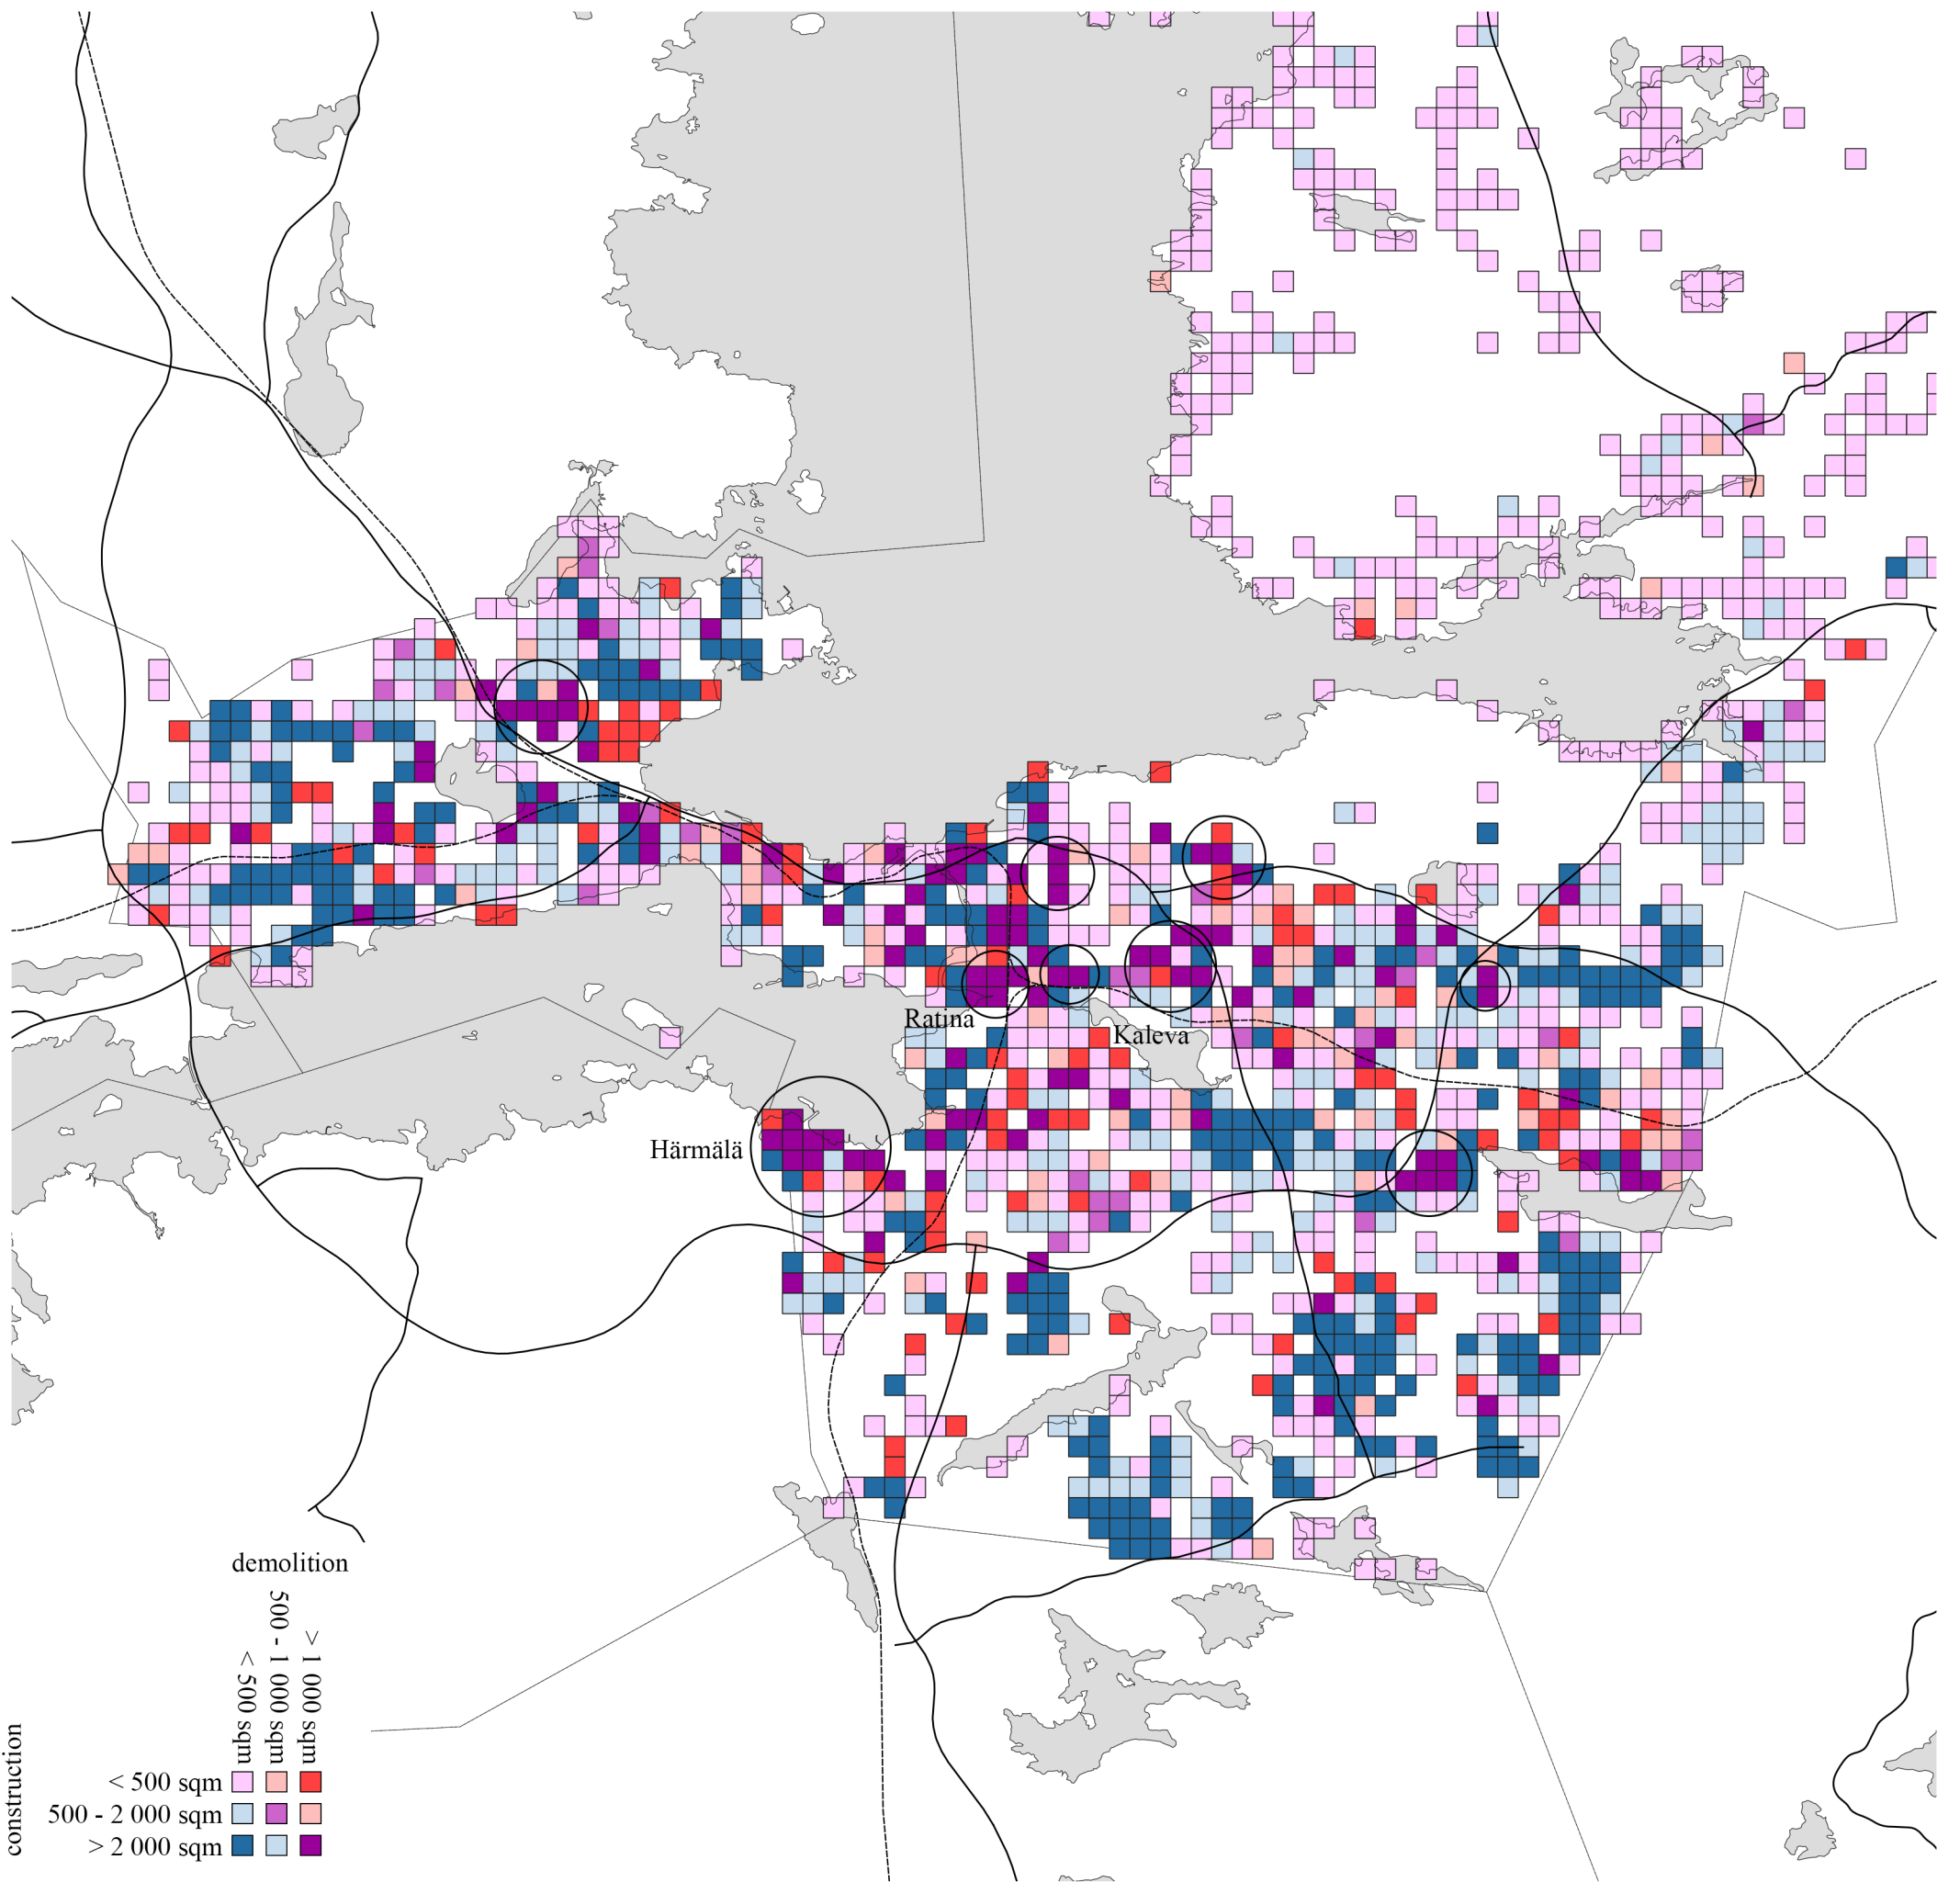 Ratina
Kaleva
Härmälä
demolition
< 500 sqm
500 - 1 000 sqm
> 1 000 sqm
construction
< 500 sqm
500 - 2 000 sqm
> 2 000 sqm